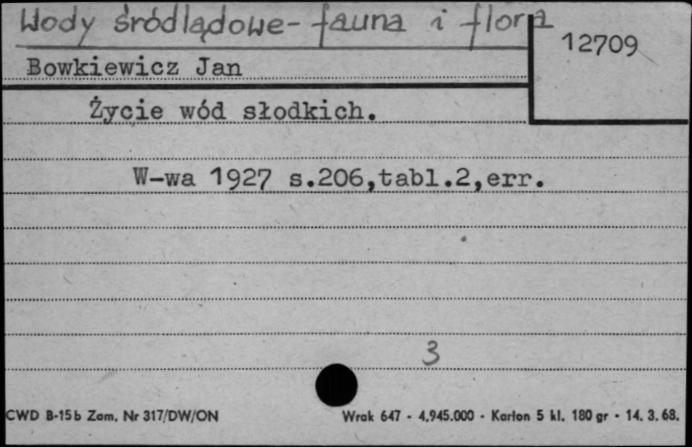 Wody śródlądowe - fauna i flora
12709
Bowkiewicz Jan
Życie wód słodkich.
W-wa 1927 s.206,tabl.2,err.
3
CWD B-15b Zam. Nr 317/DW/ON
Wrak 647 - 4.945.000 - Karton 5 kl. 180 gr - 14. 3. 68.